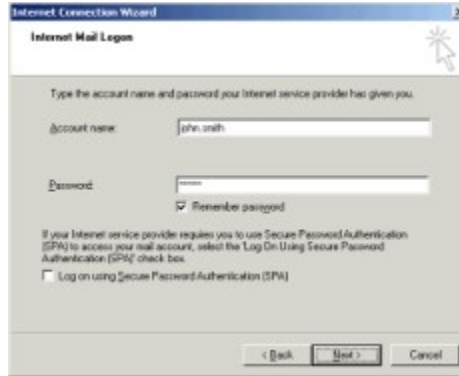 Internet Connection Wizard
Internet Mail Logon
Type the account name and password your Internet service provider has given you.
Account name:
john.smith
Password:
Remember password
If your Internet service provider requires you to use Secure Password Authentication
(SPA) to access your mail account, select the 'Log On Using Secure Password
Authentication (SPA)' check box.
Log on using Secure Password Authentication (SPA)
< Back Next > Cancel